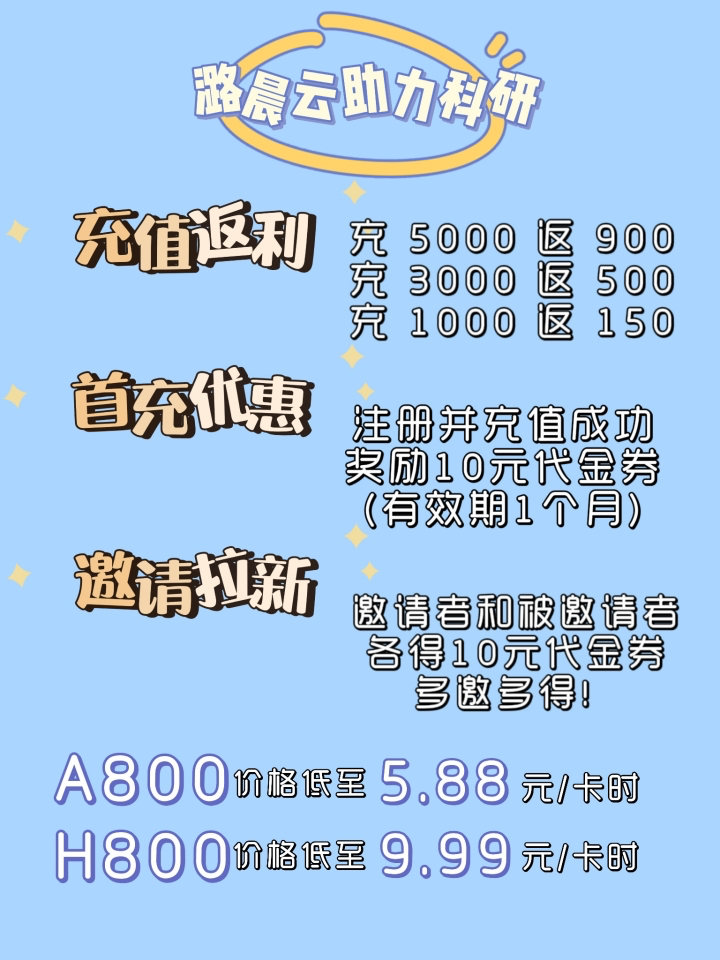 潞晨云助力科研
充值返利
充 5000 返 900
充 3000 返 500
充 1000 返 150
首充优惠
注册并充值成功
奖励10元代金券
(有效期1个月)
邀请拉新
邀请者和被邀请者
各得10元代金券
多邀多得!
A800价格低至 5.88 元/卡时
H800价格低至 9.99 元/卡时